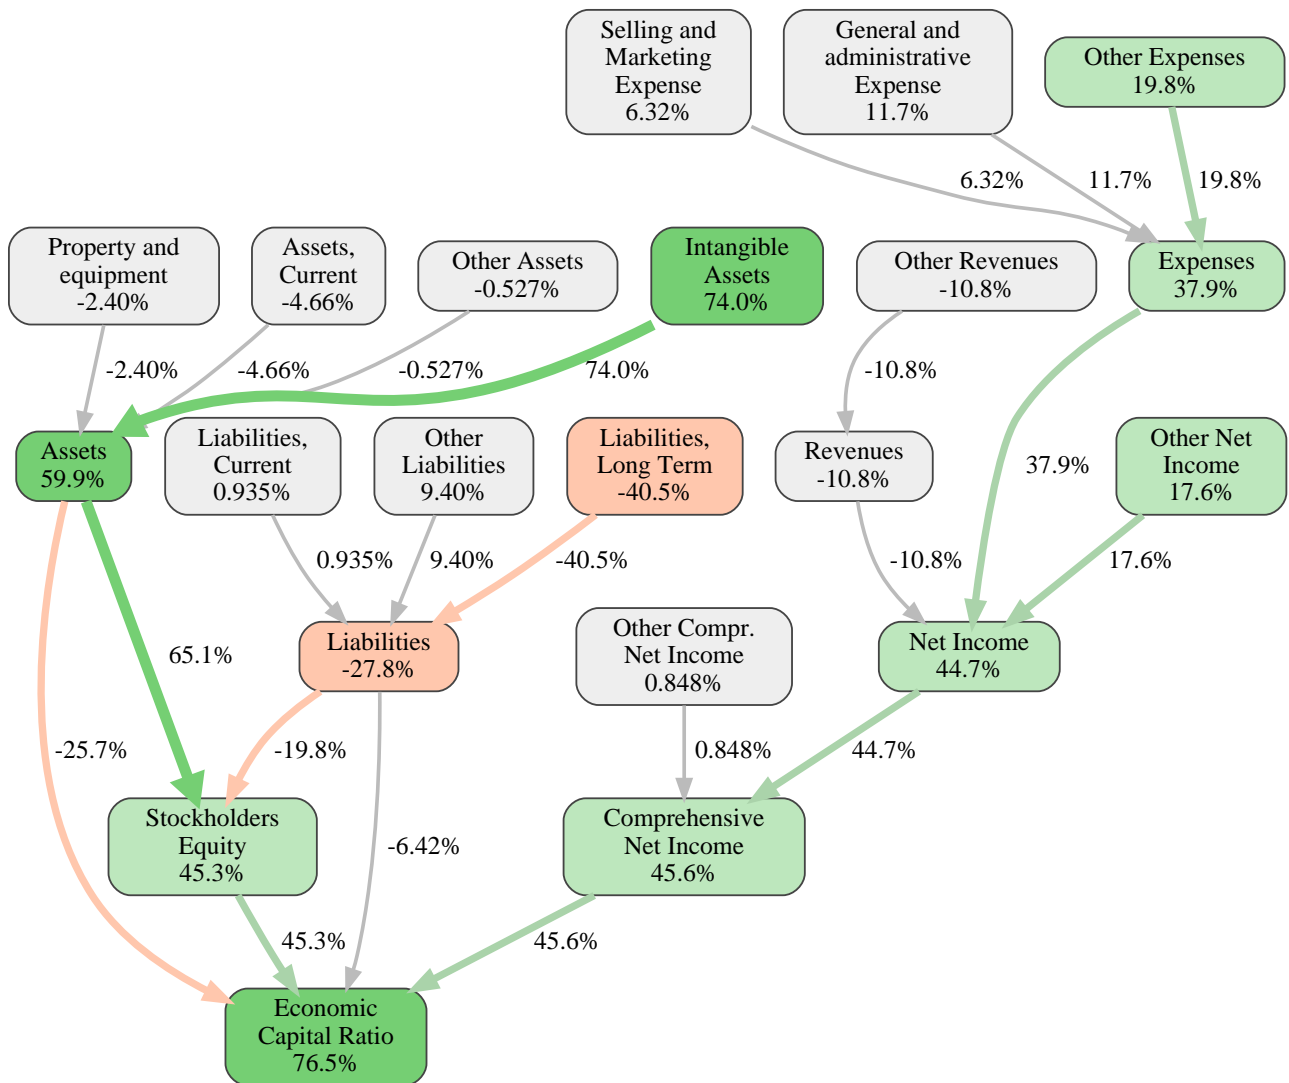 Selling and
Marketing
Expense
6.32%
General and
administrative
Expense
11.7%
Other Expenses
19.8%
6.32%
11.7%
19.8%
Property and
equipment
-2.40%
Assets,
Current
-4.66%
Other Assets
-0.527%
Intangible
Assets
74.0%
Other Revenues
-10.8%
Expenses
37.9%
-2.40%
-4.66%
-0.527%
74.0%
-10.8%
Assets
59.9%
Liabilities,
Current
0.935%
Other
Liabilities
9.40%
Liabilities,
Long Term
-40.5%
Revenues
-10.8%
37.9%
Other Net
Income
17.6%
0.935%
9.40%
-40.5%
-10.8%
17.6%
65.1%
Liabilities
-27.8%
Other Compr.
Net Income
0.848%
Net Income
44.7%
-25.7%
-19.8%
0.848%
44.7%
Stockholders
Equity
45.3%
-6.42%
Comprehensive
Net Income
45.6%
45.3%
45.6%
Economic
Capital Ratio
76.5%